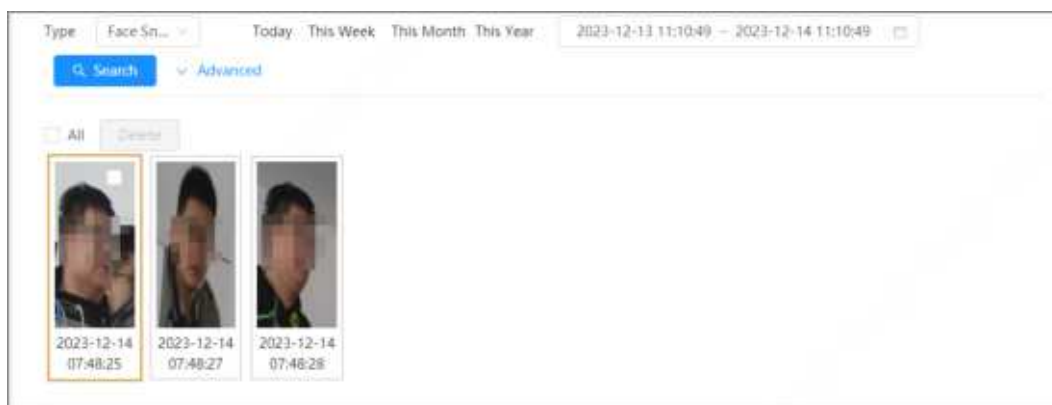 Type Face Sn... Today This Week This Month This Year 2023-12-13 11:10:49 – 2023-12-14 11:10:49
Search Advanced
All Delete
2023-12-14 2023-12-14 2023-12-14
07:48:25 07:48:27 07:48:28